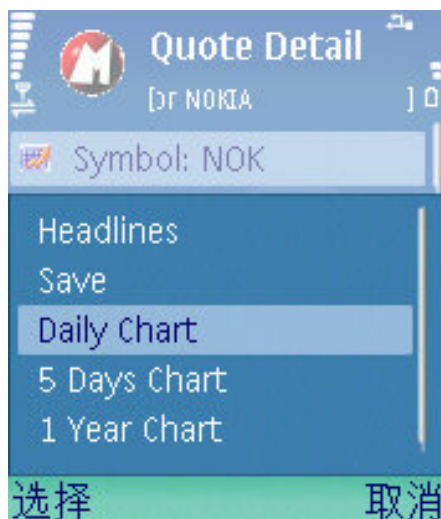 M
Quote Detail
[or NOKIA ]
Symbol: NOK
Headlines
Save
Daily Chart
5 Days Chart
1 Year Chart
选择 取消